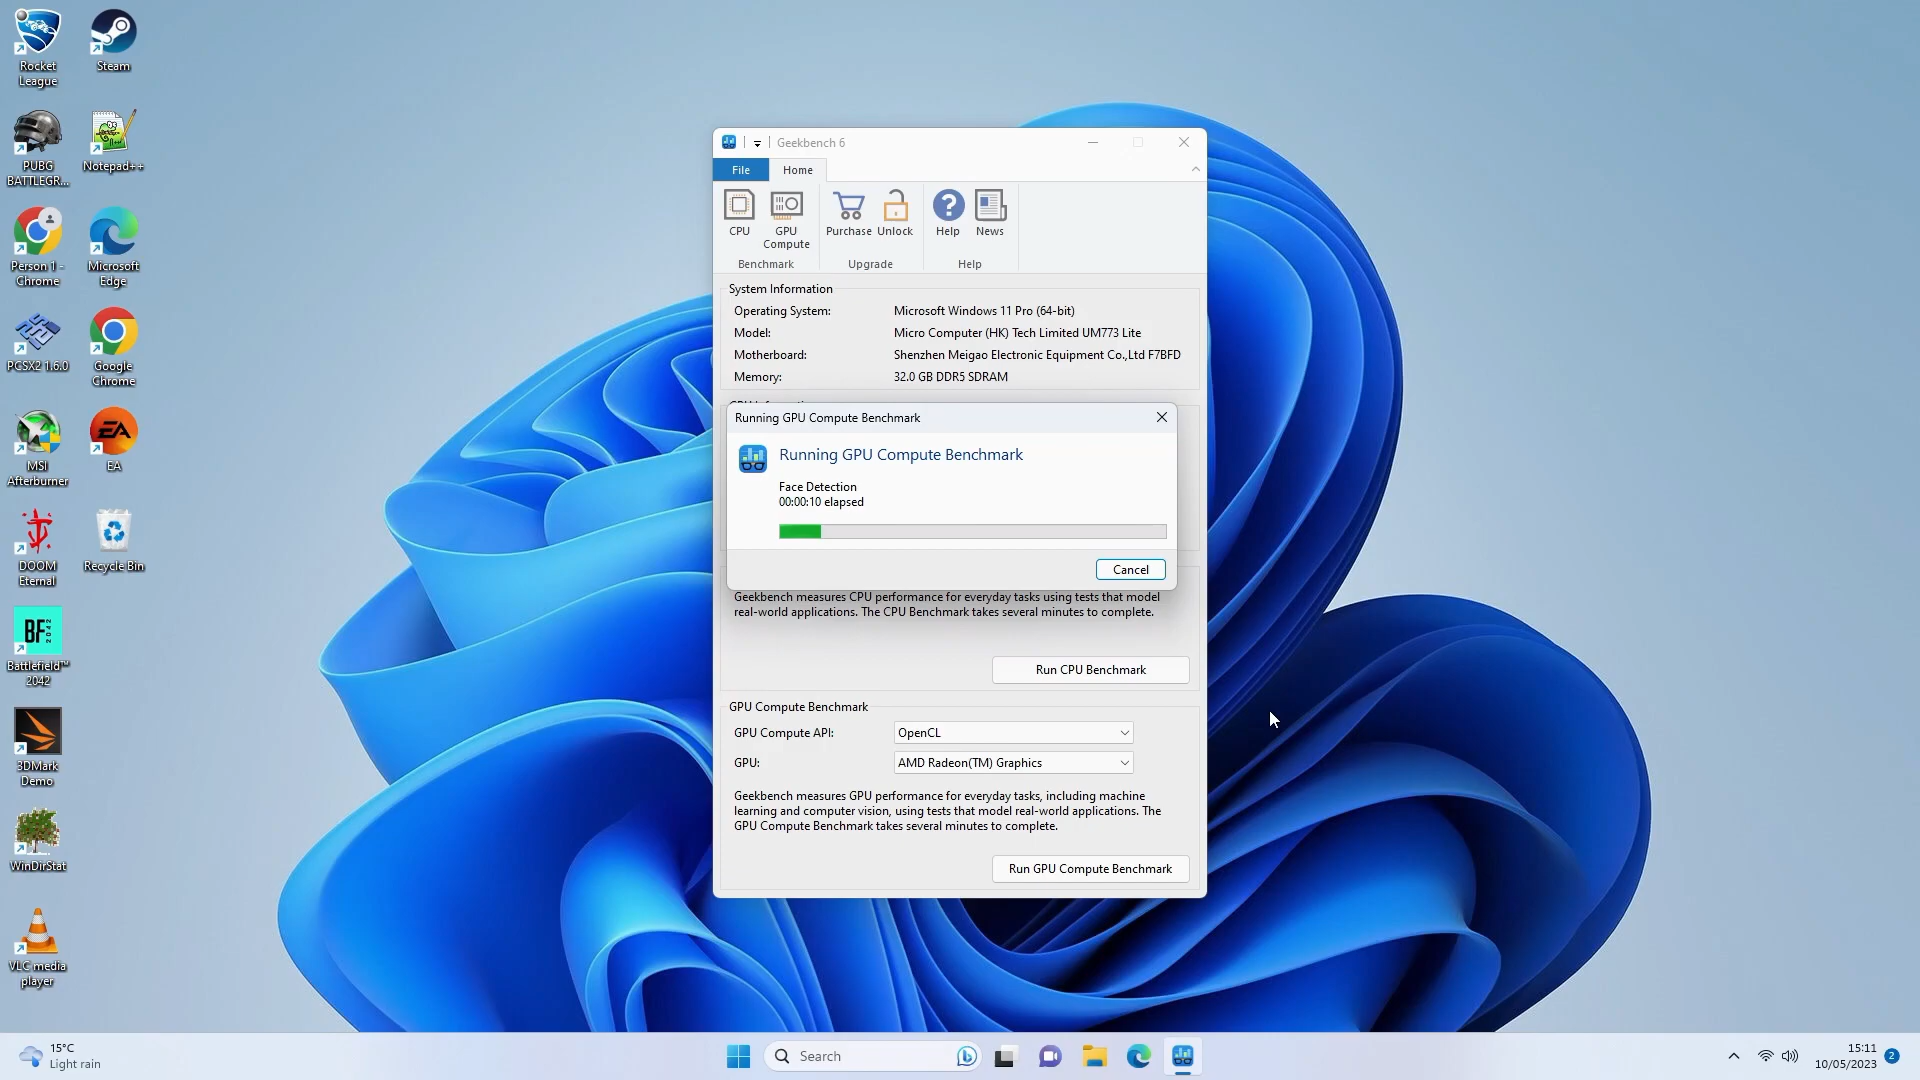 Rocket
League
Steam
PUBG
BATTLEGR...
Notepad++
Person 1 -
Chrome
Microsoft
Edge
PCSX2 1.6.0
Google
Chrome
MSI
Afterburner
EA
EA
DOOM
Eternal
Recycle Bin
BF
2042
Battlefield™
2042
3DMark
Demo
WinDirStat
VLC media
player
Geekbench 6
File
Home
CPU
GPU
Compute
Purchase
Unlock
Help
News
Benchmark
Upgrade
Help
System Information
Operating System: Microsoft Windows 11 Pro (64-bit)
Model: Micro Computer (HK) Tech Limited UM773 Lite
Motherboard: Shenzhen Meigao Electronic Equipment Co.,Ltd F7BFD
Memory: 32.0 GB DDR5 SDRAM
Running GPU Compute Benchmark
Running GPU Compute Benchmark
Face Detection
00:00:10 elapsed
Cancel
Geekbench measures CPU performance for everyday tasks using tests that model
real-world applications. The CPU Benchmark takes several minutes to complete.
Run CPU Benchmark
GPU Compute Benchmark
GPU Compute API: OpenCL
GPU: AMD Radeon(TM) Graphics
Geekbench measures GPU performance for everyday tasks, including machine
learning and computer vision, using tests that model real-world applications. The
GPU Compute Benchmark takes several minutes to complete.
Run GPU Compute Benchmark
15°C
Light rain
Search
15:11
10/05/2023
2